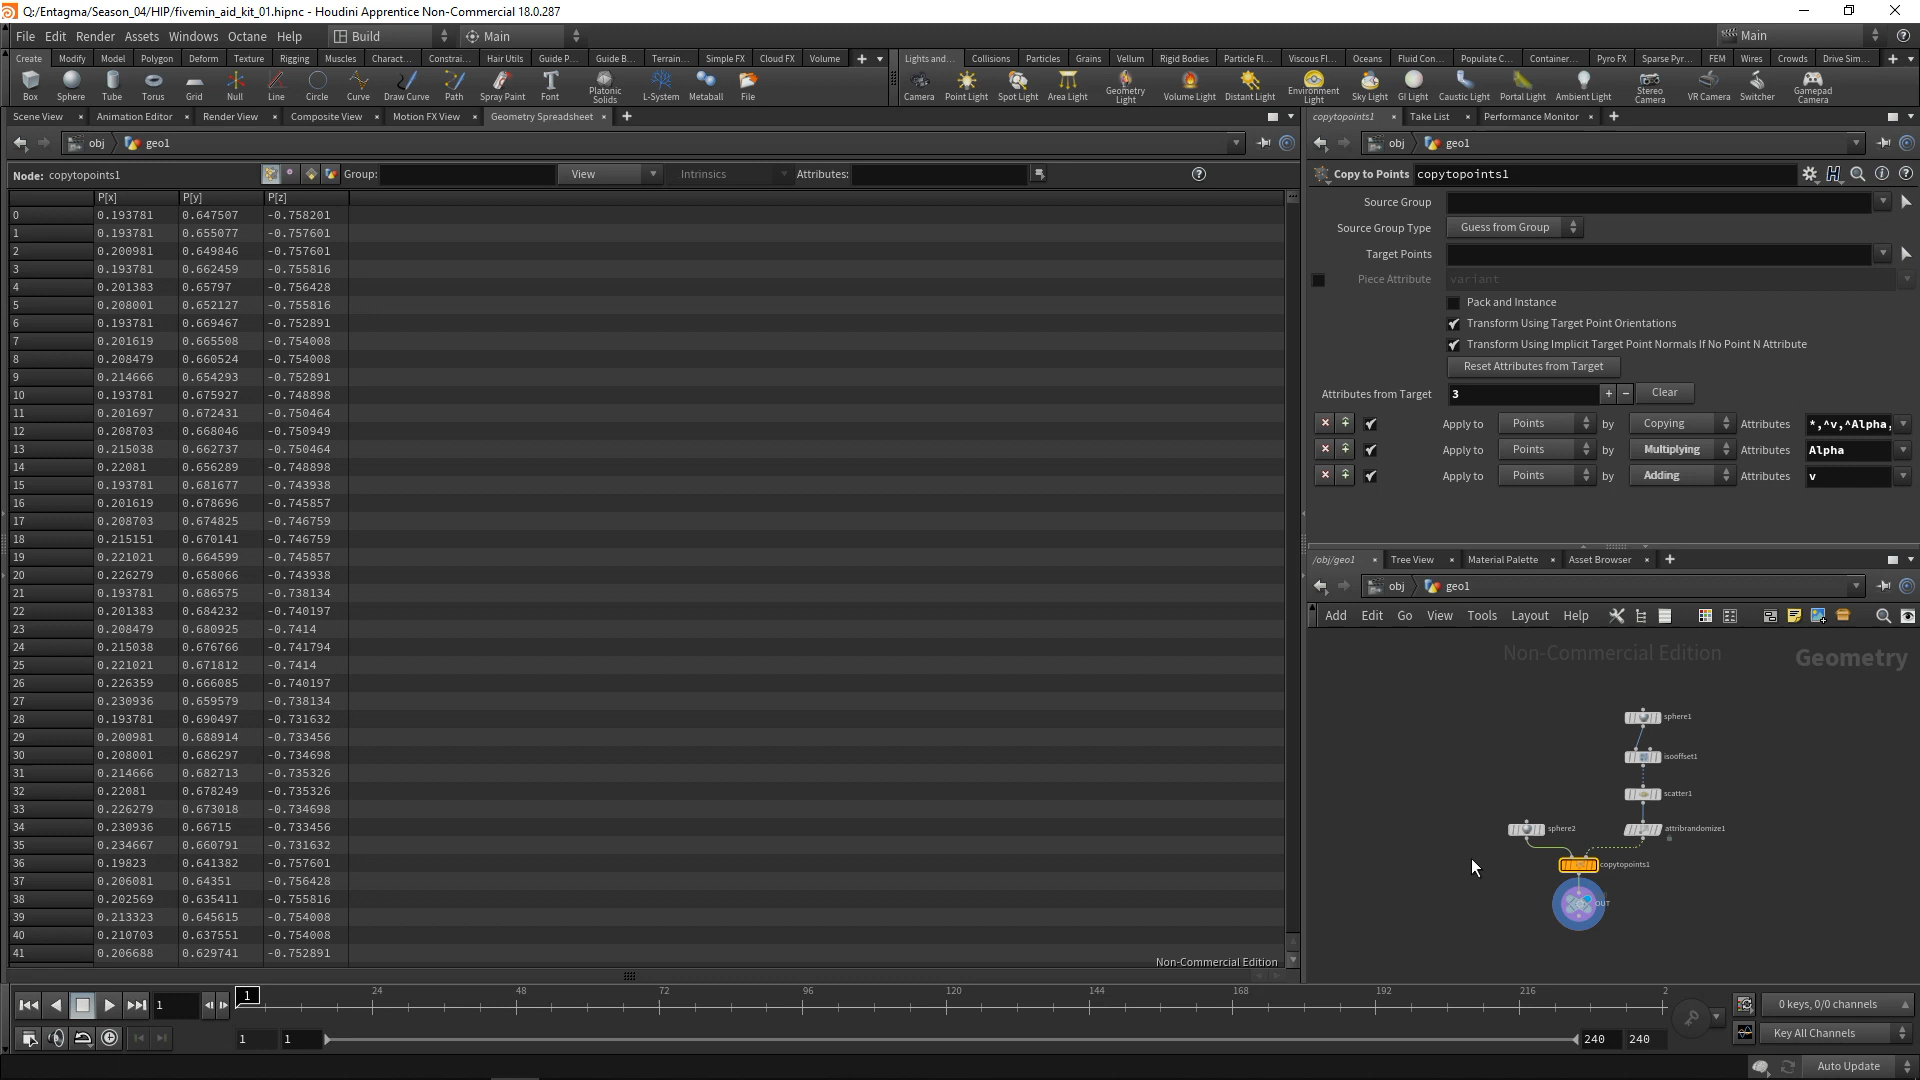 Q:/Entagma/Season_04/HIP/fivemin_aid_kit_01.hipnc - Houdini Apprentice Non-Commercial 18.0.287
File Edit Render Assets Windows Octane Help Build Main Main
Create Modify Model Polygon Deform Texture Rigging Muscles Charact... Constrai... Hair Utils Guide P... Guide B... Terrain... Simple FX Cloud FX Volume
Lights and... Collisions Particles Grains Vellum Rigid Bodies Particle Fl... Viscous Fl... Oceans Fluid Con... Populate C... Container... Pyro FX Sparse Pyr... FEM Wires Crowds Drive Sim...
Box Sphere Tube Torus Grid Null Line Circle Curve Draw Curve Path Spray Paint Font Platonic Solids L-System Metaball File
Camera Point Light Spot Light Area Light Geometry Light Volume Light Distant Light Environment Light Sky Light GI Light Caustic Light Portal Light Ambient Light Stereo Camera VR Camera Switcher Gamepad Camera
Scene View Animation Editor Render View Composite View Motion FX View Geometry Spreadsheet
obj geo1
Node: copytopoints1 Group: View Intrinsics Attributes:
P[x] P[y] P[z]
0 0.193781 0.647507 -0.758201
1 0.193781 0.655077 -0.757601
2 0.200981 0.649846 -0.757601
3 0.193781 0.662459 -0.755816
4 0.201383 0.65797 -0.756428
5 0.208001 0.652127 -0.755816
6 0.193781 0.669467 -0.752891
7 0.201619 0.665508 -0.754008
8 0.208479 0.660524 -0.754008
9 0.214666 0.654293 -0.752891
10 0.193781 0.675927 -0.748898
11 0.201697 0.672431 -0.750464
12 0.208703 0.668046 -0.750949
13 0.215038 0.662737 -0.750464
14 0.22081 0.656289 -0.748898
15 0.193781 0.681677 -0.743938
16 0.201619 0.678696 -0.745857
17 0.208703 0.674825 -0.746759
18 0.215151 0.670141 -0.746759
19 0.221021 0.664599 -0.745857
20 0.226279 0.658066 -0.743938
21 0.193781 0.686575 -0.738134
22 0.201383 0.684232 -0.740197
23 0.208479 0.680925 -0.7414
24 0.215038 0.676766 -0.741794
25 0.221021 0.671812 -0.7414
26 0.226359 0.666085 -0.740197
27 0.230936 0.659579 -0.738134
28 0.193781 0.690497 -0.731632
29 0.200981 0.688914 -0.733456
30 0.208001 0.686297 -0.734698
31 0.214666 0.682713 -0.735326
32 0.22081 0.678249 -0.735326
33 0.226279 0.673018 -0.734698
34 0.230936 0.66715 -0.733456
35 0.234667 0.660791 -0.731632
36 0.19823 0.641382 -0.757601
37 0.206081 0.64351 -0.756428
38 0.202569 0.635411 -0.755816
39 0.213323 0.645615 -0.754008
40 0.210703 0.637551 -0.754008
41 0.206688 0.629741 -0.752891
Non-Commercial Edition
copytopoints1 Take List Performance Monitor
obj geo1
Copy to Points copytopoints1
Source Group
Source Group Type Guess from Group
Target Points
Piece Attribute variant
Pack and Instance
Transform Using Target Point Orientations
Transform Using Implicit Target Point Normals If No Point N Attribute
Reset Attributes from Target
Attributes from Target 3 + - Clear
Apply to Points by Copying Attributes *,^v,^Alpha,
Apply to Points by Multiplying Attributes Alpha
Apply to Points by Adding Attributes v
/obj/geo1 Tree View Material Palette Asset Browser
obj geo1
Add Edit Go View Tools Layout Help
Non-Commercial Edition Geometry
sphere1
isooffset1
scatter1
sphere2 attribrandomize1
copytopoints1
OUT
1 1 24 48 72 96 120 144 168 192 216 2
0 keys, 0/0 channels
1 1 240 240 Key All Channels
Auto Update